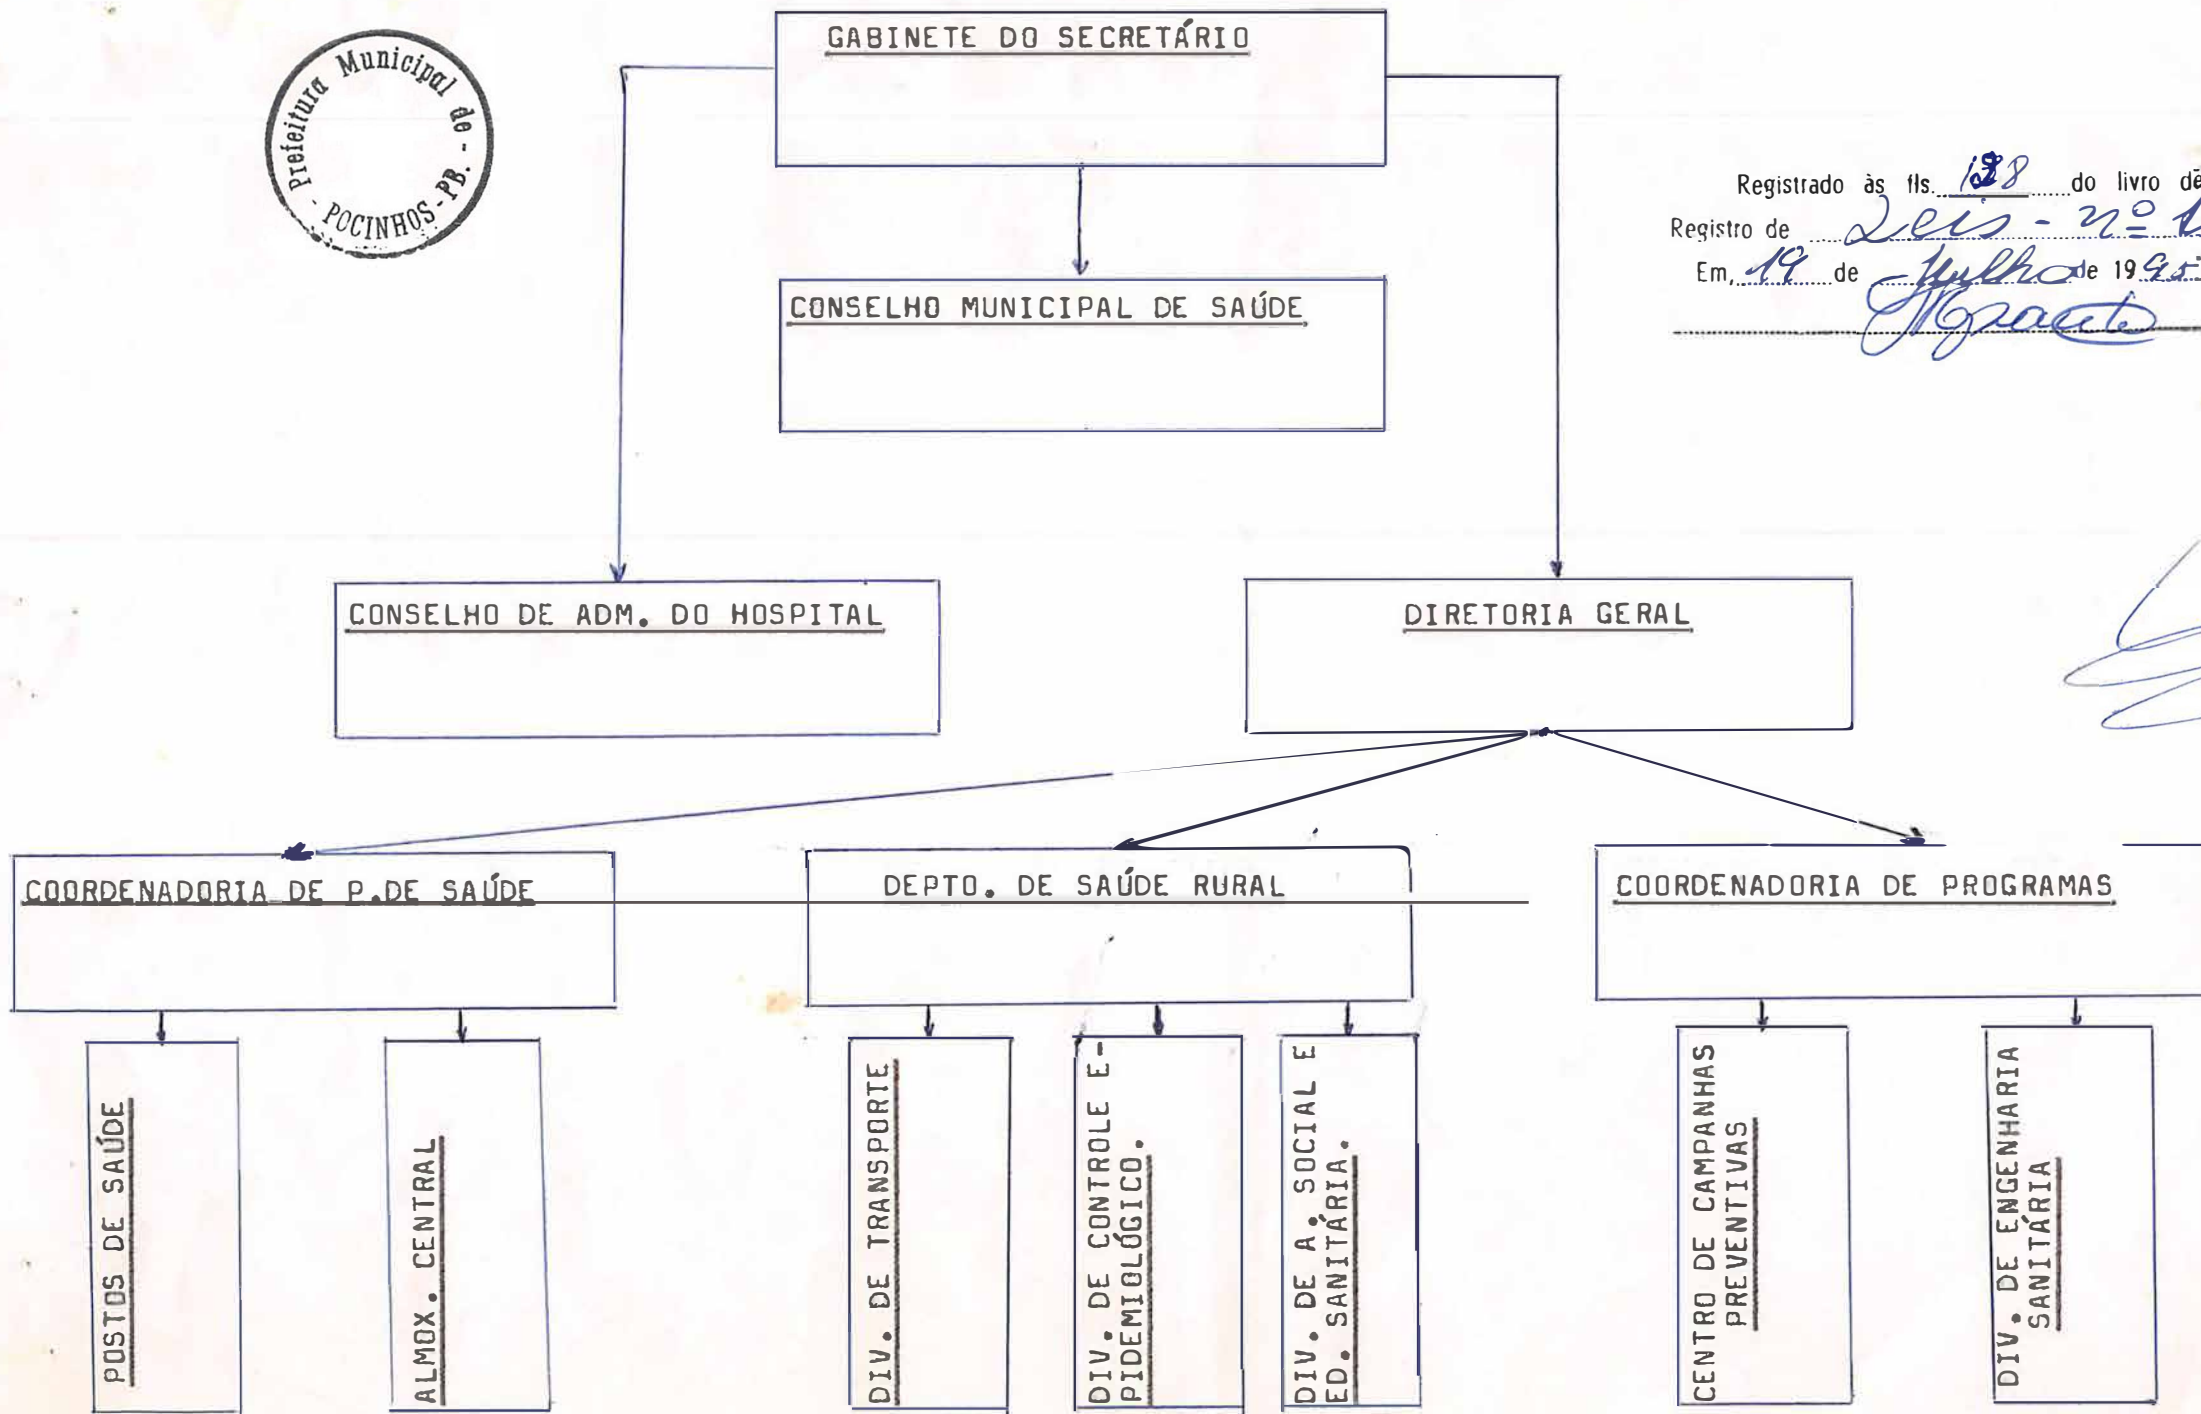 GABINETE DO SECRETÁRIO
Prefeitura Municipal de -
- POCINHOS-PB.
Registrado às fls. do livro de
Registro de Leis - nº
Em, 19 de Julho de 1995
CONSELHO MUNICIPAL DE SAÚDE
CONSELHO DE ADM. DO HOSPITAL
DIRETORIA GERAL
COORDENADORIA DE P.DE SAÚDE
DEPTO. DE SAÚDE RURAL
COORDENADORIA DE PROGRAMAS
POSTOS DE SAÚDE
ALMOX. CENTRAL
DIV. DE TRANSPORTE
DIV. DE CONTROLE E-
PIDEMIOLÓGICO.
DIV. DE A. SOCIAL E
ED. SANITÁRIA.
CENTRO DE CAMPANHAS
PREVENTIVAS
DIV. DE ENGENHARIA
SANITÁRIA